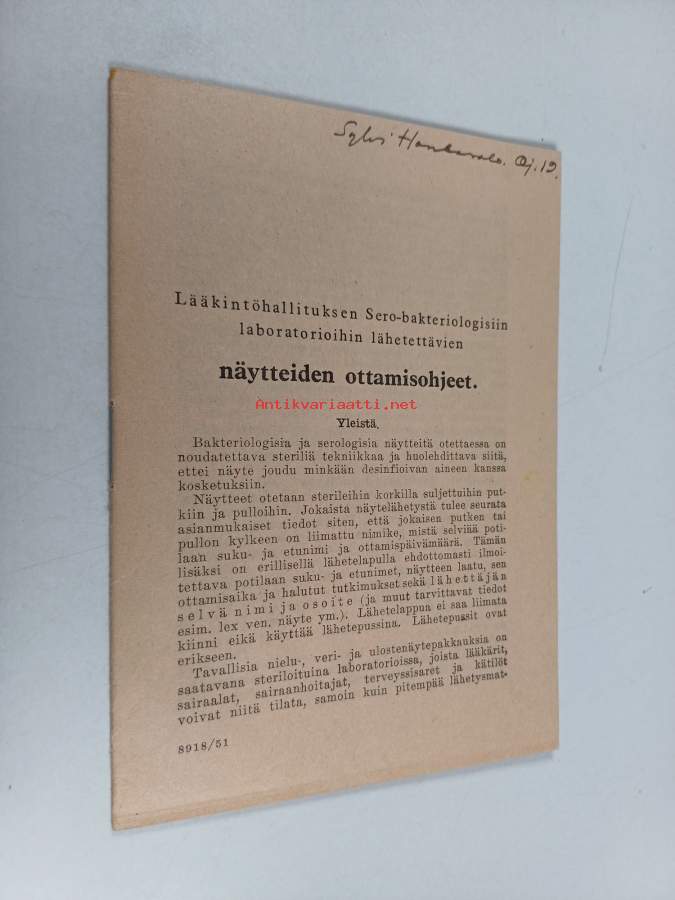 Sylvi
Lääkintöhallituksen Sero-bakteriologisiin
laboratorioihin lähetettävien
näytteiden ottamisohjeet.
Antikvariaatti.net
Yleistä.
Bakteriologisia ja serologisia näytteitä otettaessa on
noudatettava steriliä tekniikkaa ja huolehdittava siitä,
ettei näyte joudu minkään desinfioivan aineen kanssa
kosketuksiin.
Näytteet otetaan sterileihin korkilla suljettuihin put-
kiin ja pulloihin. Jokaista näytelähetystä tulee seurata
asianmukaiset tiedot siten, että jokaisen putken tai
pullon kylkeen on liimattu nimike, mistä selviää poti-
laan suku- ja etunimi ja ottamispäivämäärä. Tämän
lisäksi on erillisellä lähetelapulla ehdottomasti ilmoi-
tettava potilaan suku- ja etunimet, näytteen laatu, sen
ottamisaika ja halutut tutkimukset sekä lähettäjän
selvä nimi ja osoite (ja muut tarvittavat tiedot
esim. lex ven. näyte ym.). Lähetelappua ei saa liimata
kiinni eikä käyttää lähetepussina. Lähetepussit ovat
erikseen.
Tavallisia nielu-, veri- ja ulostenäytepakkauksia on
saatavana steriloituina laboratorioissa, joista lääkärit,
sairaalat, sairaanhoitajat, terveyssisaret ja kätilöt
voivat niitä tilata, samoin kuin pitempää lähetysmat-
8918/51